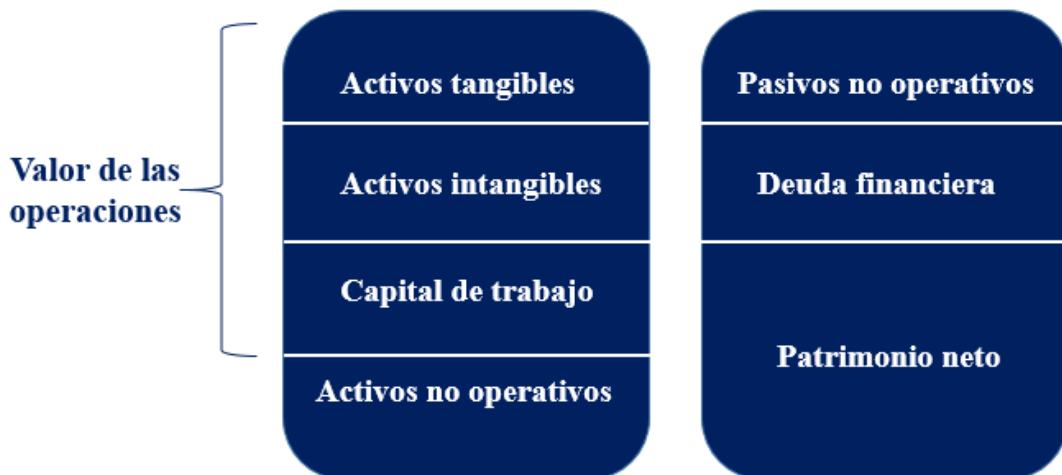 Valor de las
operaciones
Activos tangibles
Activos intangibles
Capital de trabajo
Activos no operativos
Pasivos no operativos
Deuda financiera
Patrimonio neto